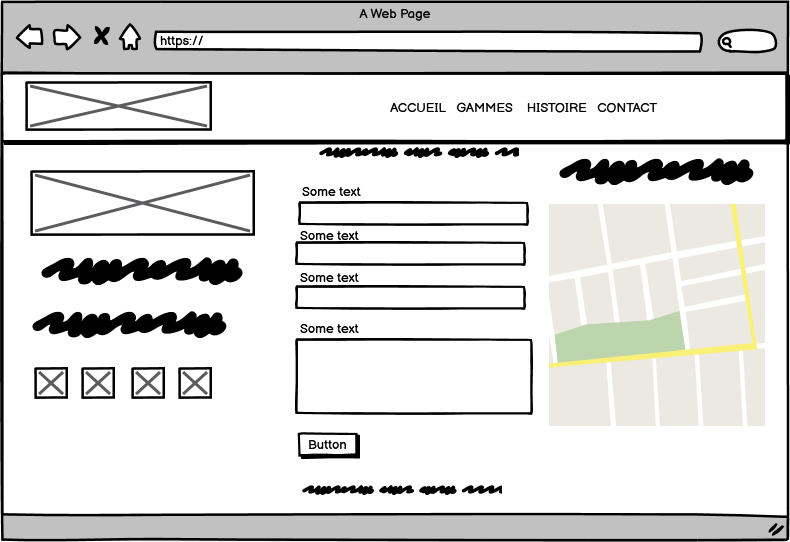 A Web Page
https://
ACCUEIL GAMMES HISTOIRE CONTACT
Some text
Some text
Some text
Some text
Button